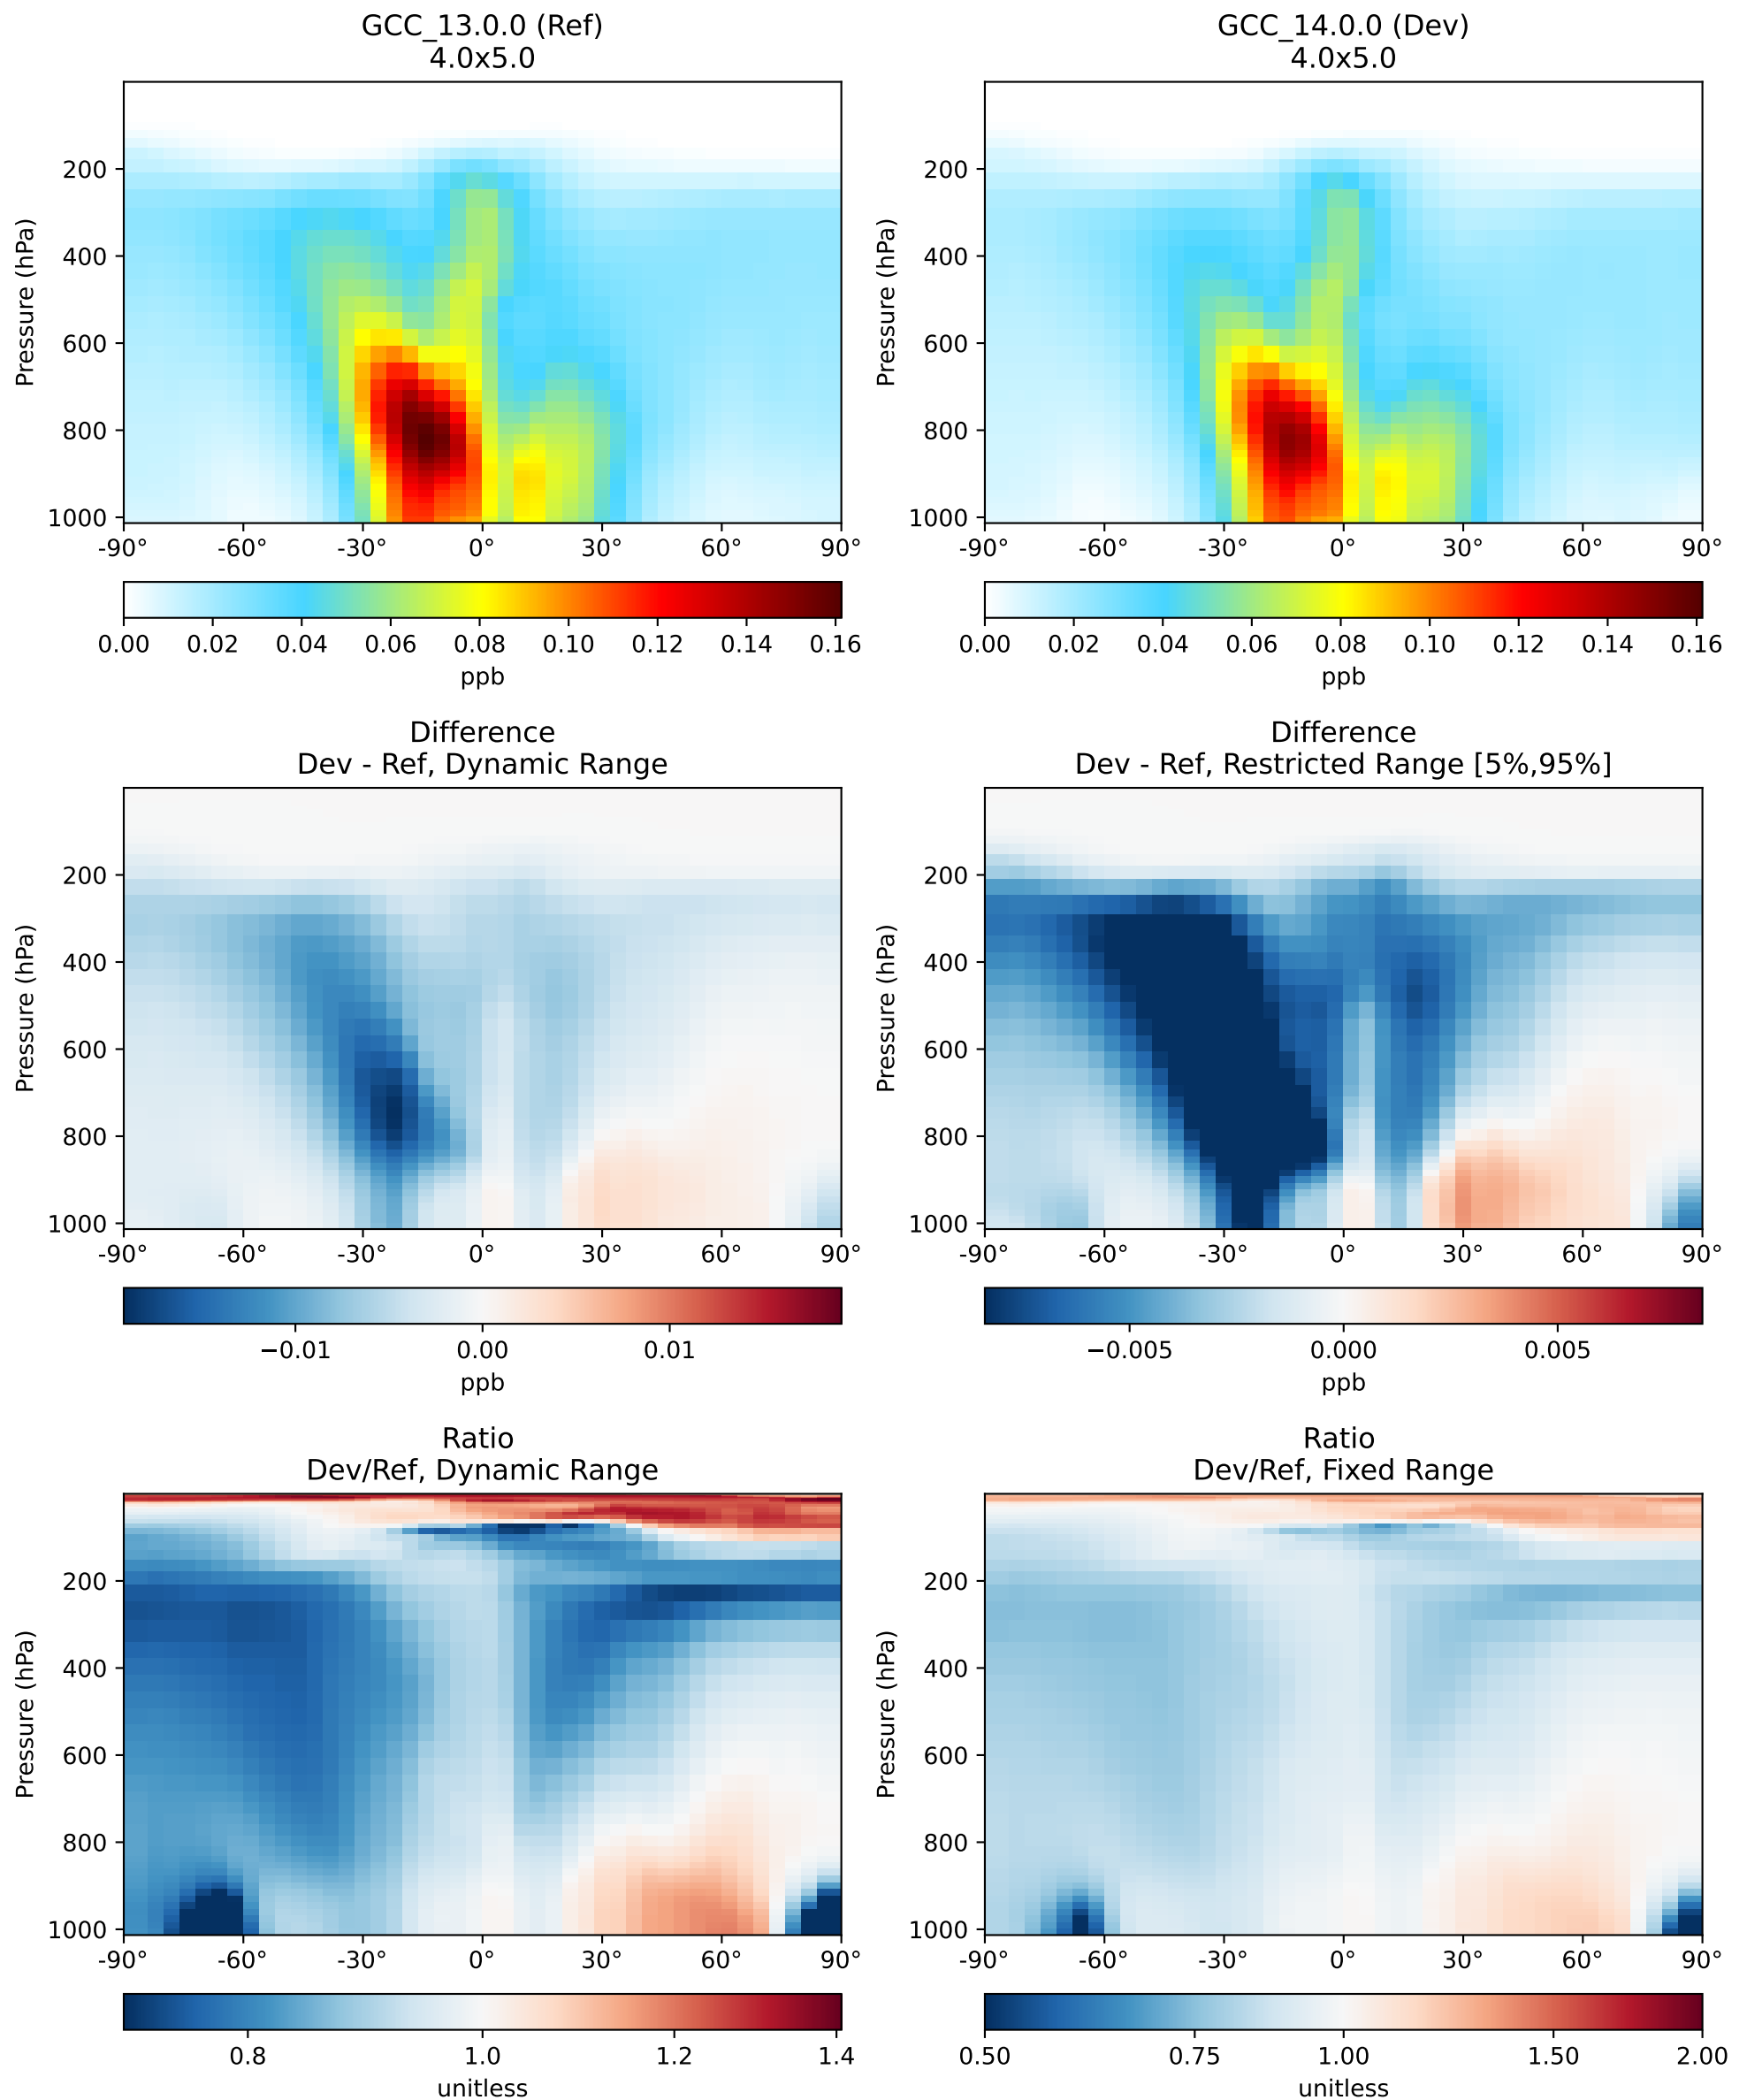 GCC_13.0.0 (Ref)
4.0x5.0
GCC_14.0.0 (Dev)
4.0x5.0
Pressure (hPa)
200
400
600
800
1000
-90° -60° -30° 0° 30° 60° 90°
0.00 0.02 0.04 0.06 0.08 0.10 0.12 0.14 0.16
ppb
Pressure (hPa)
200
400
600
800
1000
-90° -60° -30° 0° 30° 60° 90°
0.00 0.02 0.04 0.06 0.08 0.10 0.12 0.14 0.16
ppb
Difference
Dev - Ref, Dynamic Range
Pressure (hPa)
200
400
600
800
1000
-90° -60° -30° 0° 30° 60° 90°
−0.01 0.00 0.01
ppb
Difference
Dev - Ref, Restricted Range [5%,95%]
Pressure (hPa)
200
400
600
800
1000
-90° -60° -30° 0° 30° 60° 90°
−0.005 0.000 0.005
ppb
Ratio
Dev/Ref, Dynamic Range
Pressure (hPa)
200
400
600
800
1000
-90° -60° -30° 0° 30° 60° 90°
0.8 1.0 1.2 1.4
unitless
Ratio
Dev/Ref, Fixed Range
Pressure (hPa)
200
400
600
800
1000
-90° -60° -30° 0° 30° 60° 90°
0.50 0.75 1.00 1.50 2.00
unitless